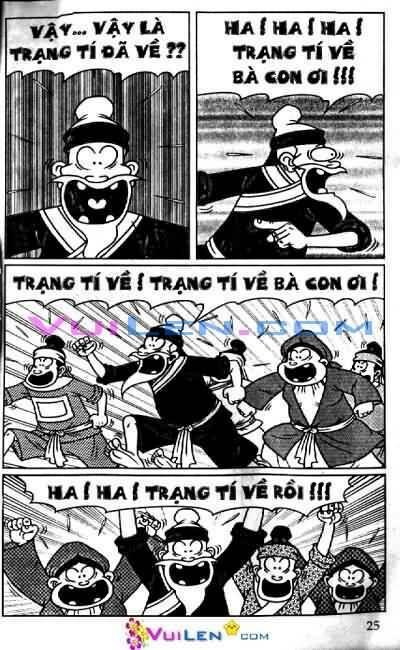 VẬY... VẬY LÀ
TRẠNG TÍ ĐÃ VỀ ??
HA! HA! HA!
TRẠNG TÍ VỀ
BÀ CON ƠI!!!
TRẠNG TÍ VỀ! TRẠNG TÍ VỀ BÀ CON ƠI!
VUILEN.COM
HA! HA! TRẠNG TÍ VỀ RỒI!!!
25
VUILEN.COM